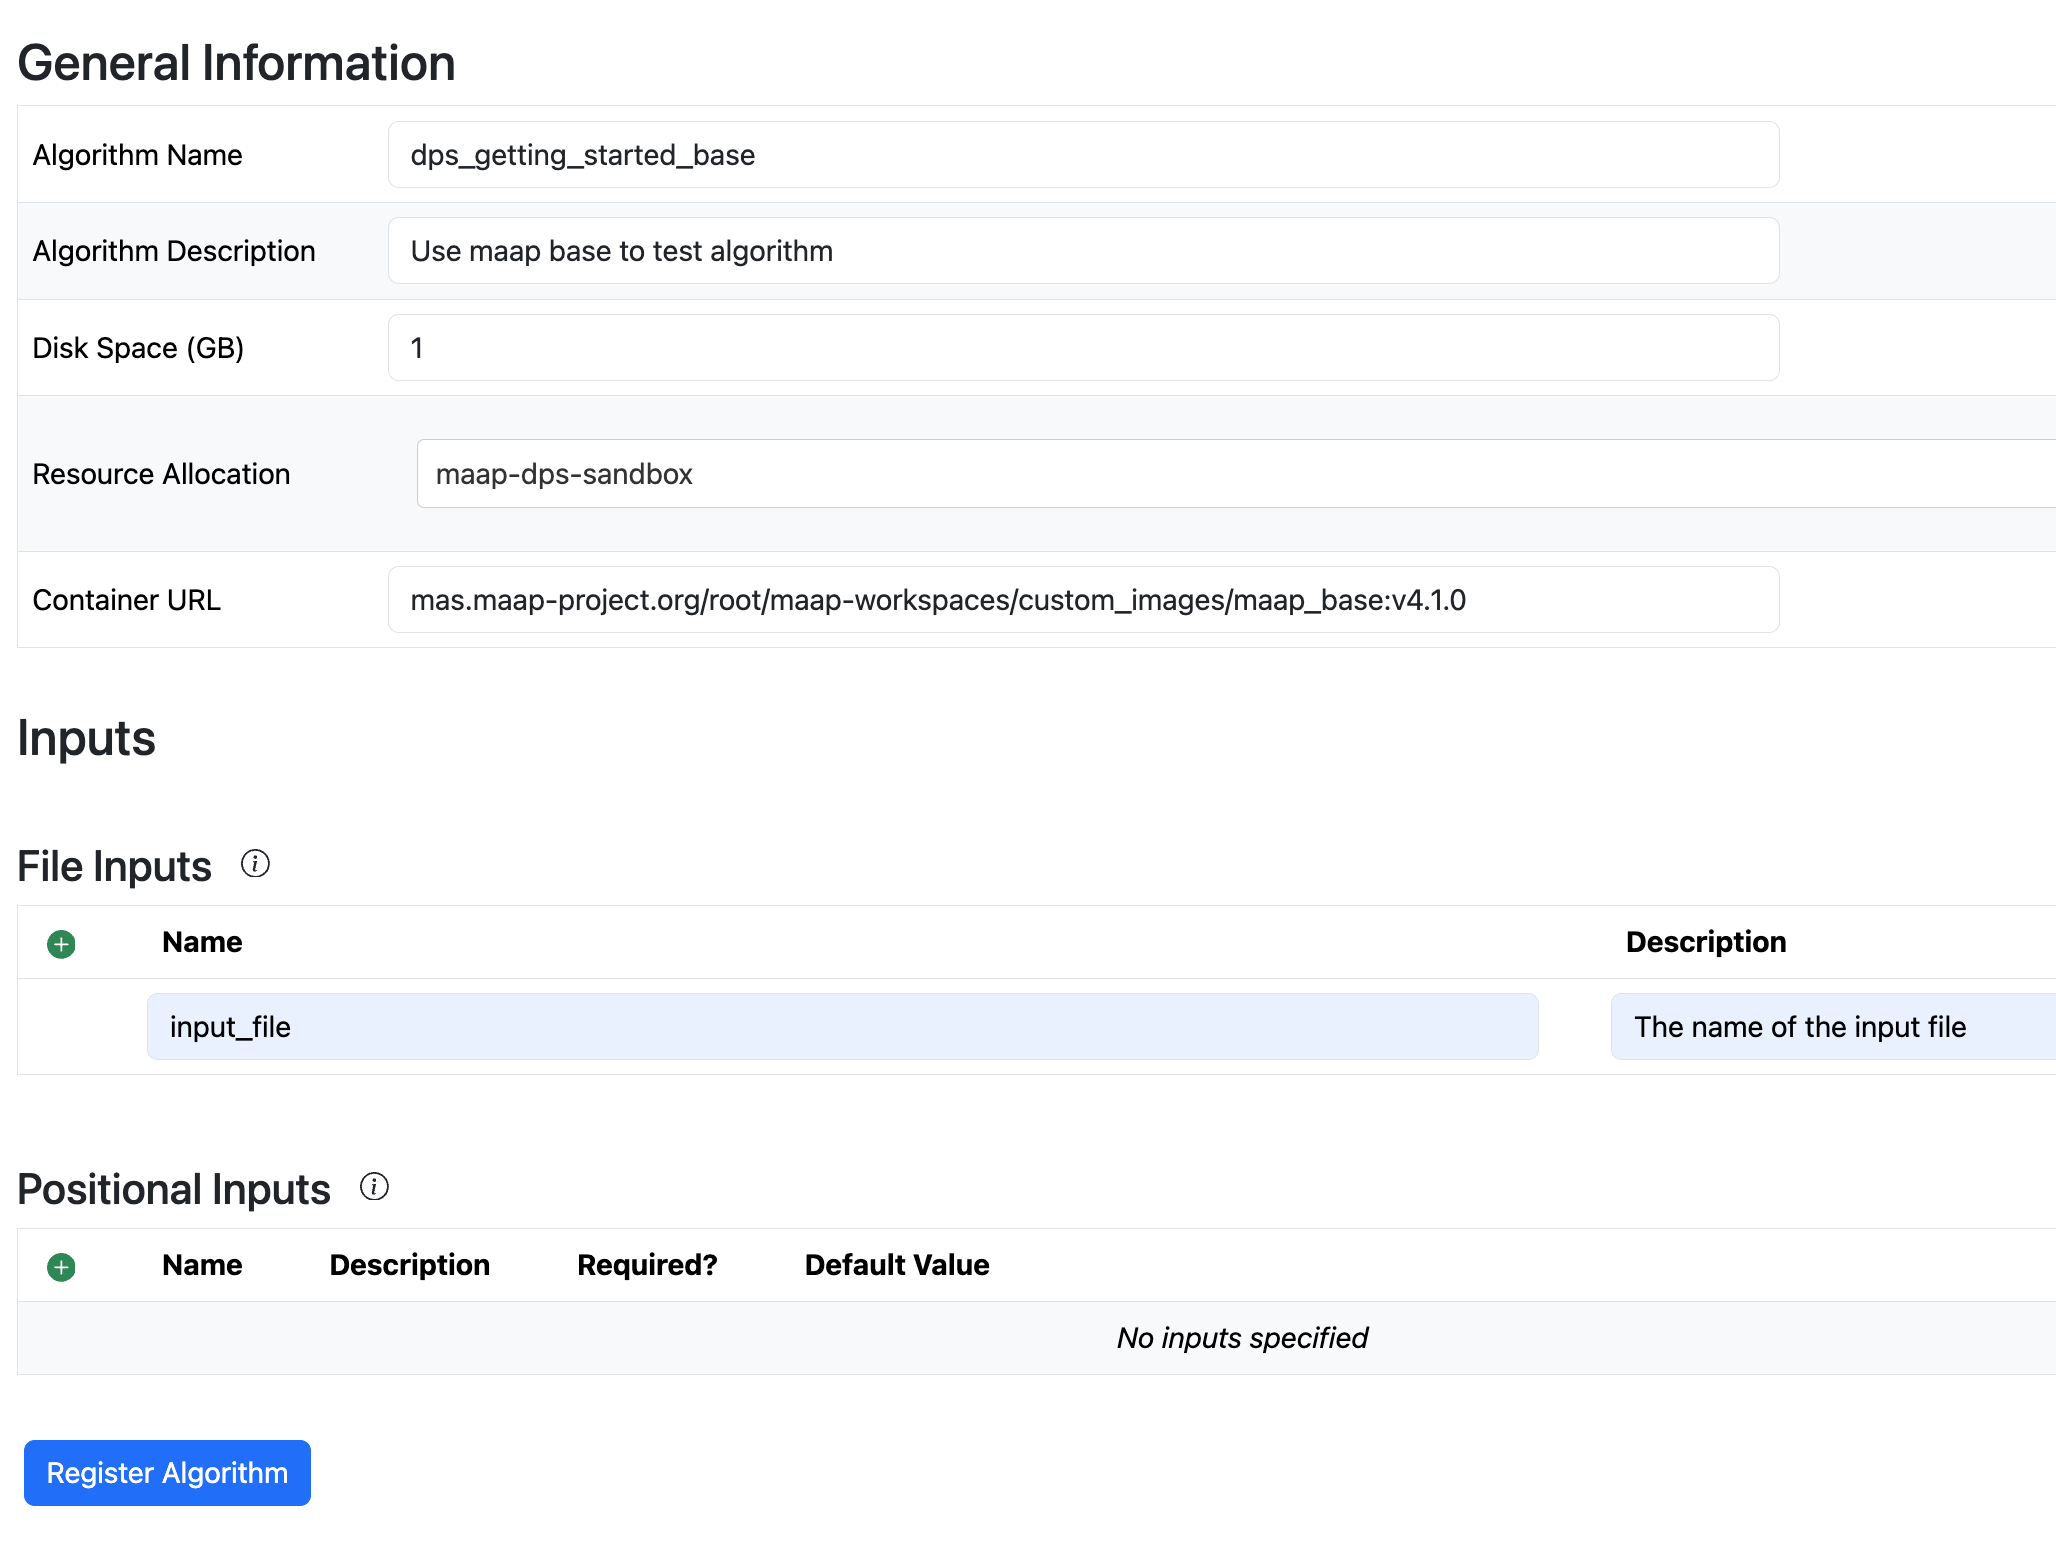 General Information
Algorithm Name dps_getting_started_base
Algorithm Description Use maap base to test algorithm
Disk Space (GB) 1
Resource Allocation maap-dps-sandbox
Container URL mas.maap-project.org/root/maap-workspaces/custom_images/maap_base:v4.1.0
Inputs
File Inputs
Name Description
input_file The name of the input file
Positional Inputs
Name Description Required? Default Value
No inputs specified
Register Algorithm